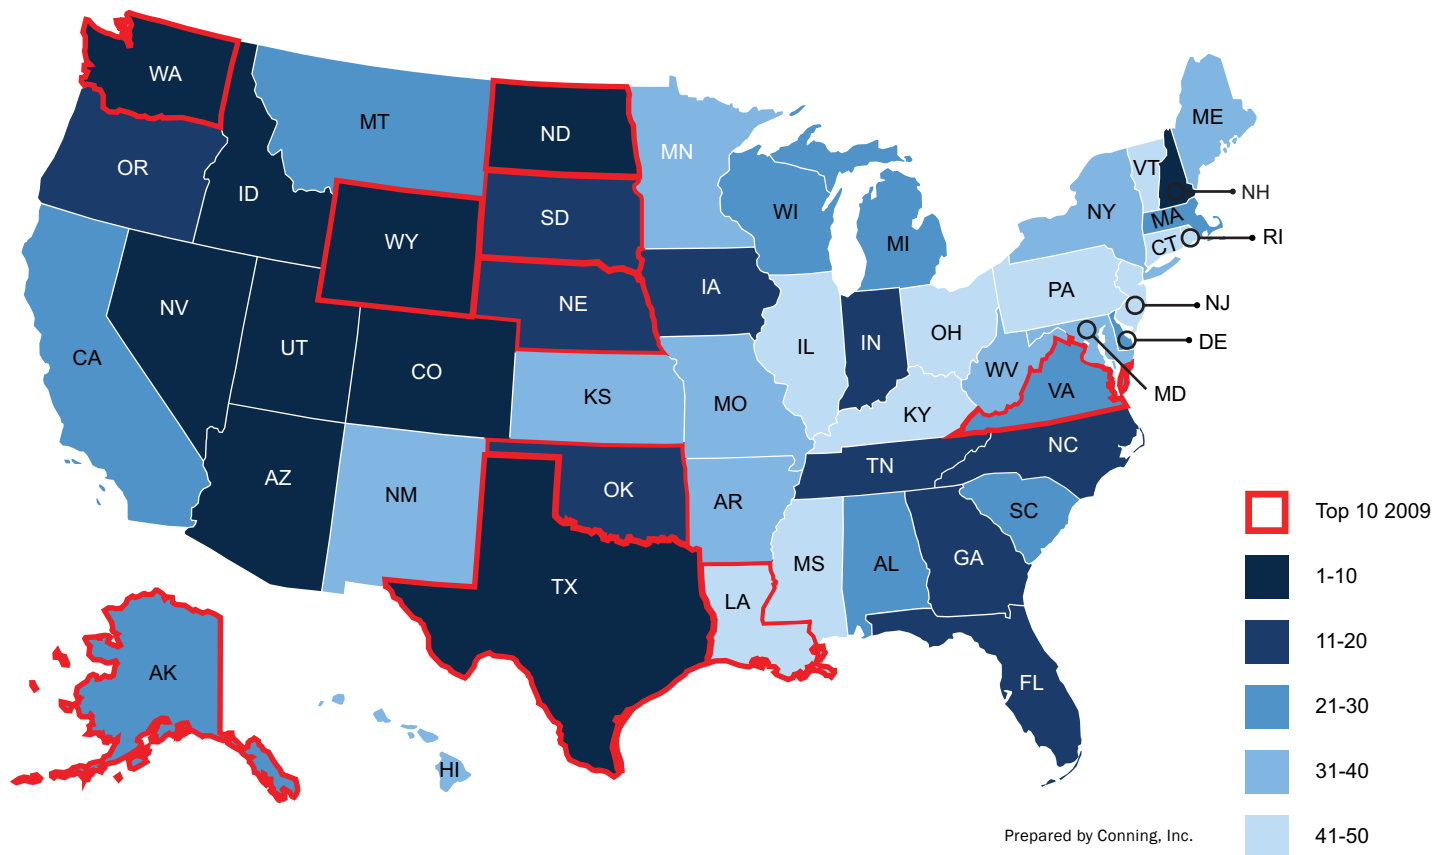 WA
MT
ND
MN
ME
OR
ID
SD
WI
MI
NY
VT
NH
MA
CT
RI
WY
NE
IA
PA
NJ
NV
UT
CO
IL
IN
OH
DE
CA
KS
MO
WV
VA
MD
KY
AZ
NM
OK
AR
TN
NC
TX
LA
MS
AL
GA
SC
FL
AK
HI
Top 10 2009
1-10
11-20
21-30
31-40
41-50
Prepared by Conning, Inc.